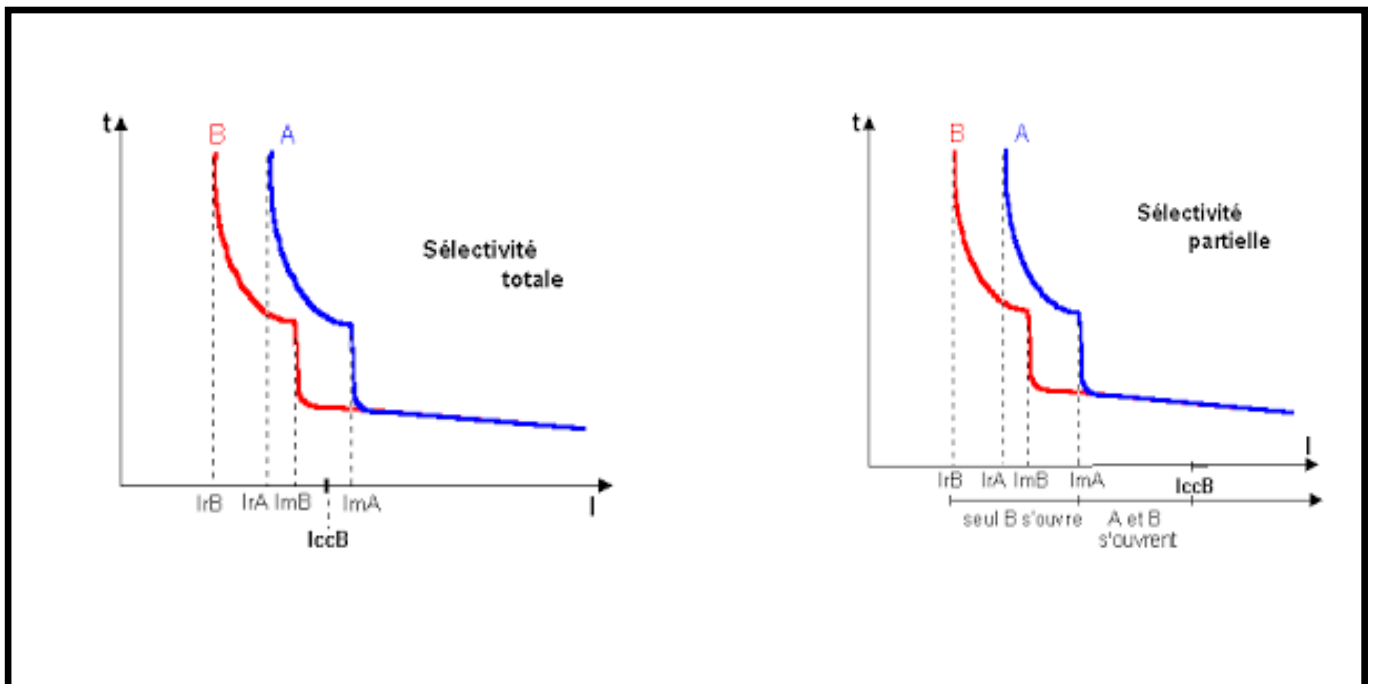 t
B A
Sélectivité
totale
IrB IrA ImB ImA I
IccB
t
B A
Sélectivité
partielle
I
IrB IrA ImB ImA IccB
seul B s'ouvre A et B
s'ouvrent